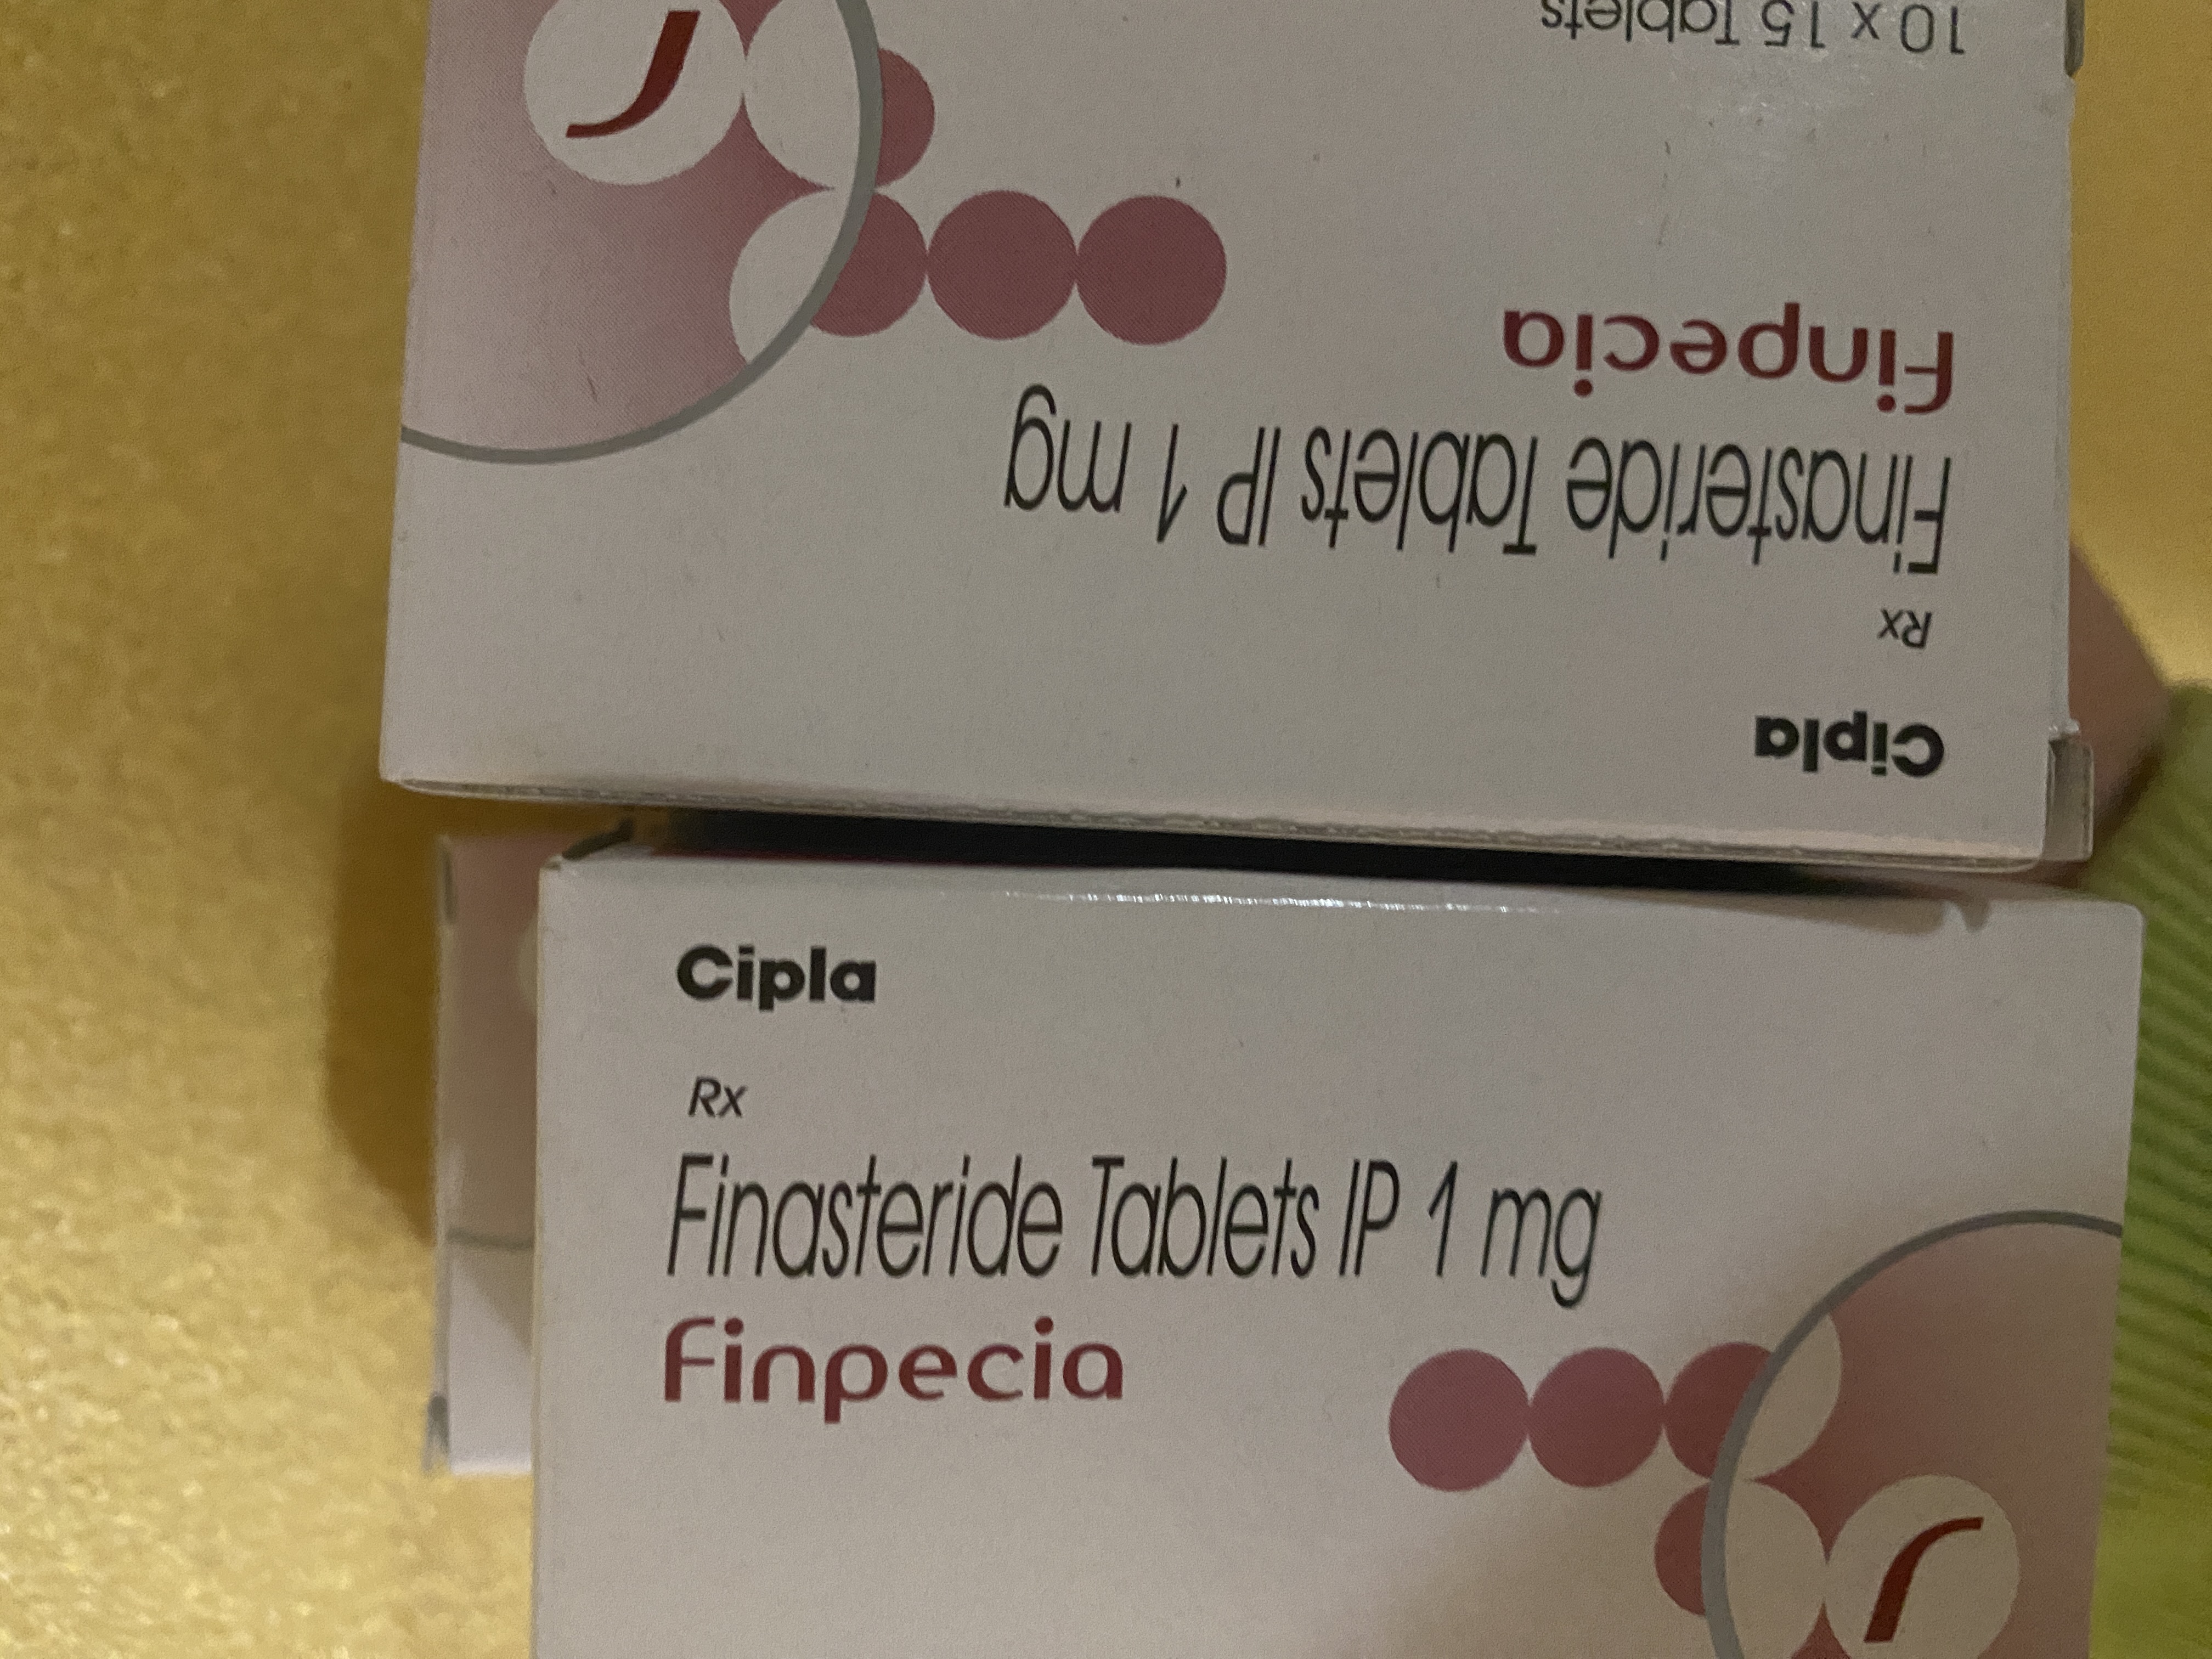 10 x 15 Tablets
Finpecia
Finasteride Tablets IP 1 mg
Rx
Cipla
Cipla
Rx
Finasteride Tablets IP 1 mg
Finpecia